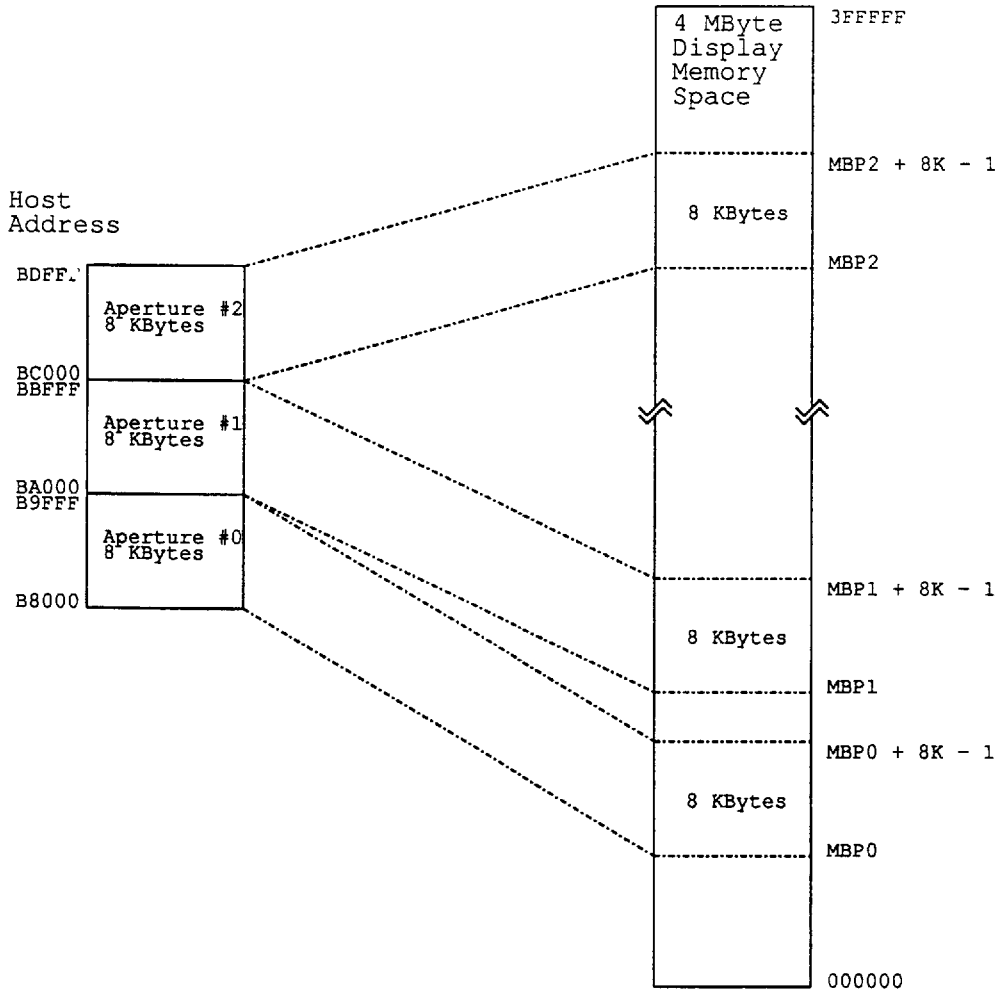 3FFFFF
4 MByte
Display
Memory
Space
MBP2 + 8K - 1
8 KBytes
MBP2
Host
Address
Aperture #2
8 KBytes
BC000
BBFFF
Aperture #1
8 KBytes
BA000
B9FFF
Aperture #0
8 KBytes
B8000
MBP1 + 8K - 1
8 KBytes
MBP1
MBP0 + 8K - 1
8 KBytes
MBP0
000000